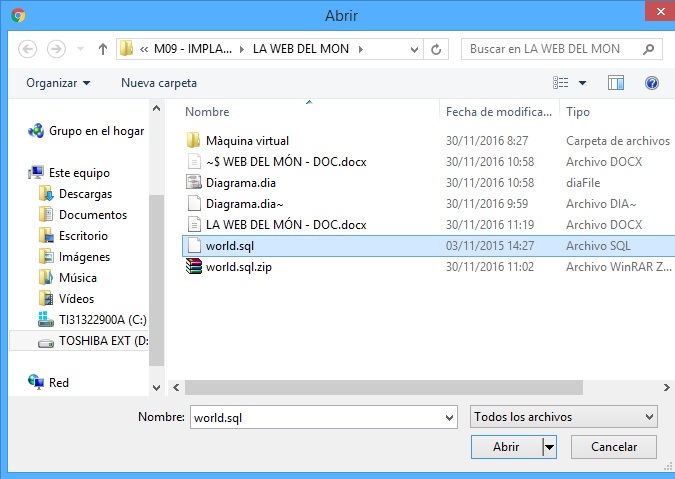 Abrir
« M09 - IMPLA... LA WEB DEL MON
Buscar en LA WEB DEL MON
Organizar Nueva carpeta
Nombre Fecha de modifica... Tipo
Grupo en el hogar
Este equipo
Descargas
Documentos
Escritorio
Imágenes
Música
Vídeos
TI31322900A (C:)
TOSHIBA EXT (D:
Red
Màquina virtual 30/11/2016 8:27 Carpeta de archivos
~$ WEB DEL MÓN - DOC.docx 30/11/2016 10:58 Archivo DOCX
Diagrama.dia 30/11/2016 10:58 diaFile
Diagrama.dia~ 30/11/2016 9:59 Archivo DIA~
LA WEB DEL MÓN - DOC.docx 30/11/2016 11:19 Archivo DOCX
world.sql 03/11/2015 14:27 Archivo SQL
world.sql.zip 30/11/2016 11:02 Archivo WinRAR Z...
Nombre: world.sql Todos los archivos
Abrir Cancelar